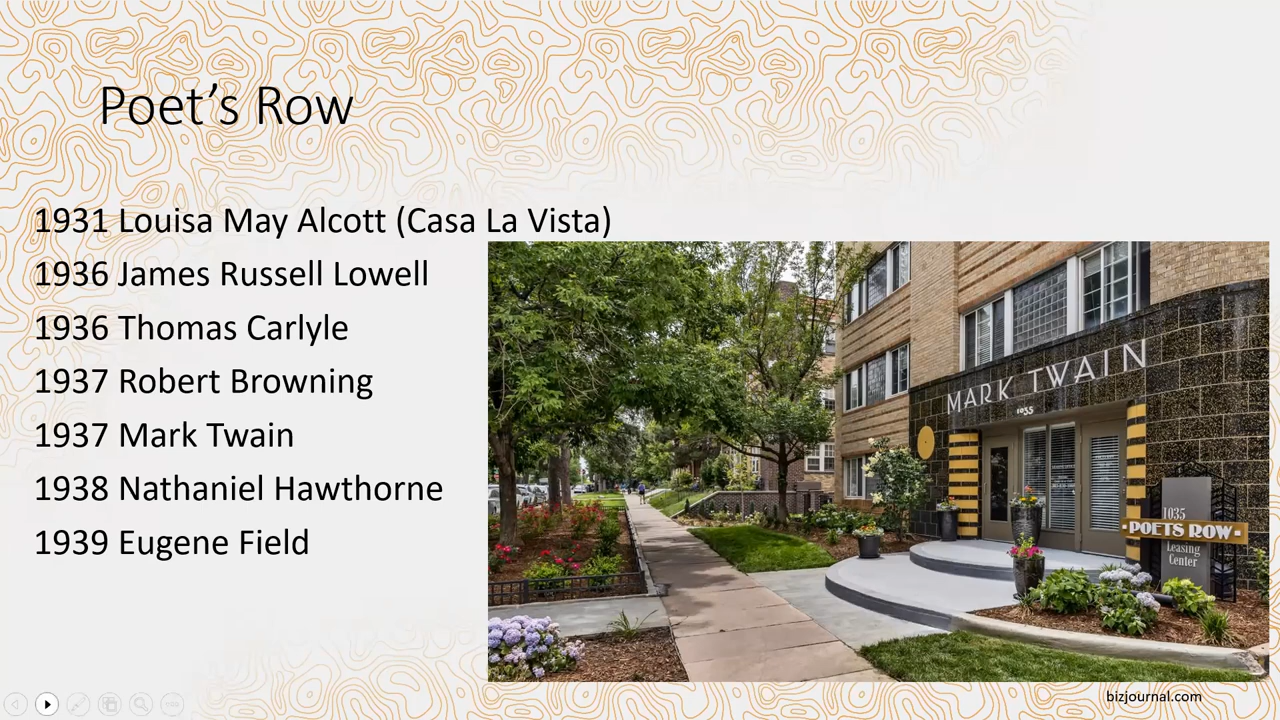 Poet's Row
1931 Louisa May Alcott (Casa La Vista)
1936 James Russell Lowell
1936 Thomas Carlyle
1937 Robert Browning
1937 Mark Twain
1938 Nathaniel Hawthorne
1939 Eugene Field
MARK TWAIN
1035
1035
POETS ROW
Leasing
Center
bizjournal.com